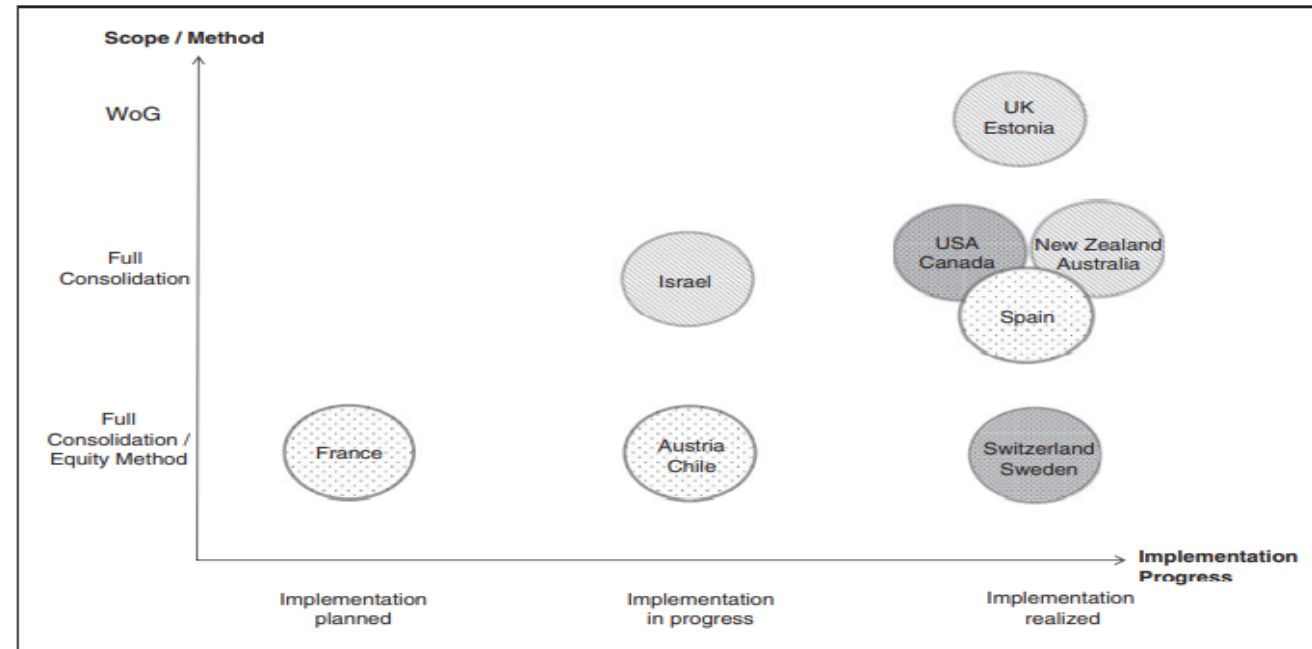 Scope / Method
WoG
UK
Estonia
Full
Consolidation
Israel
USA
Canada
New Zealand
Australia
Spain
Full
Consolidation /
Equity Method
France
Austria
Chile
Switzerland
Sweden
Implementation
Progress
Implementation
planned
Implementation
in progress
Implementation
realized